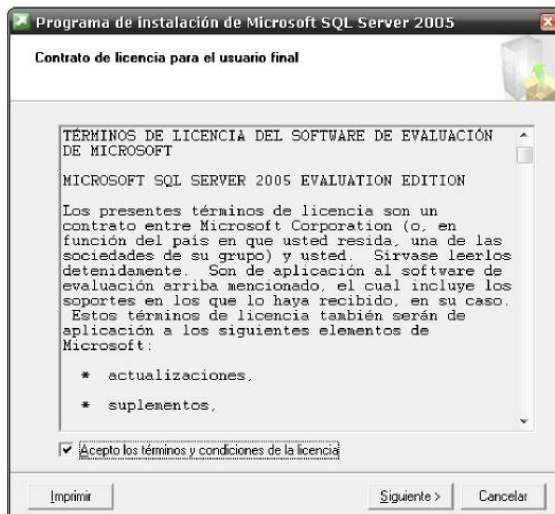 Programa de instalación de Microsoft SQL Server 2005
Contrato de licencia para el usuario final
TÉRMINOS DE LICENCIA DEL SOFTWARE DE EVALUACIÓN
DE MICROSOFT
MICROSOFT SQL SERVER 2005 EVALUATION EDITION
Los presentes términos de licencia son un
contrato entre Microsoft Corporation (o, en
función del país en que usted resida, una de las
sociedades de su grupo) y usted. Sírvase leerlos
detenidamente. Son de aplicación al software de
evaluación arriba mencionado, el cual incluye los
soportes en los que lo haya recibido, en su caso.
Estos términos de licencia también serán de
aplicación a los siguientes elementos de
Microsoft:
* actualizaciones,
* suplementos,
Acepto los términos y condiciones de la licencia
Imprimir
Siguiente >
Cancelar